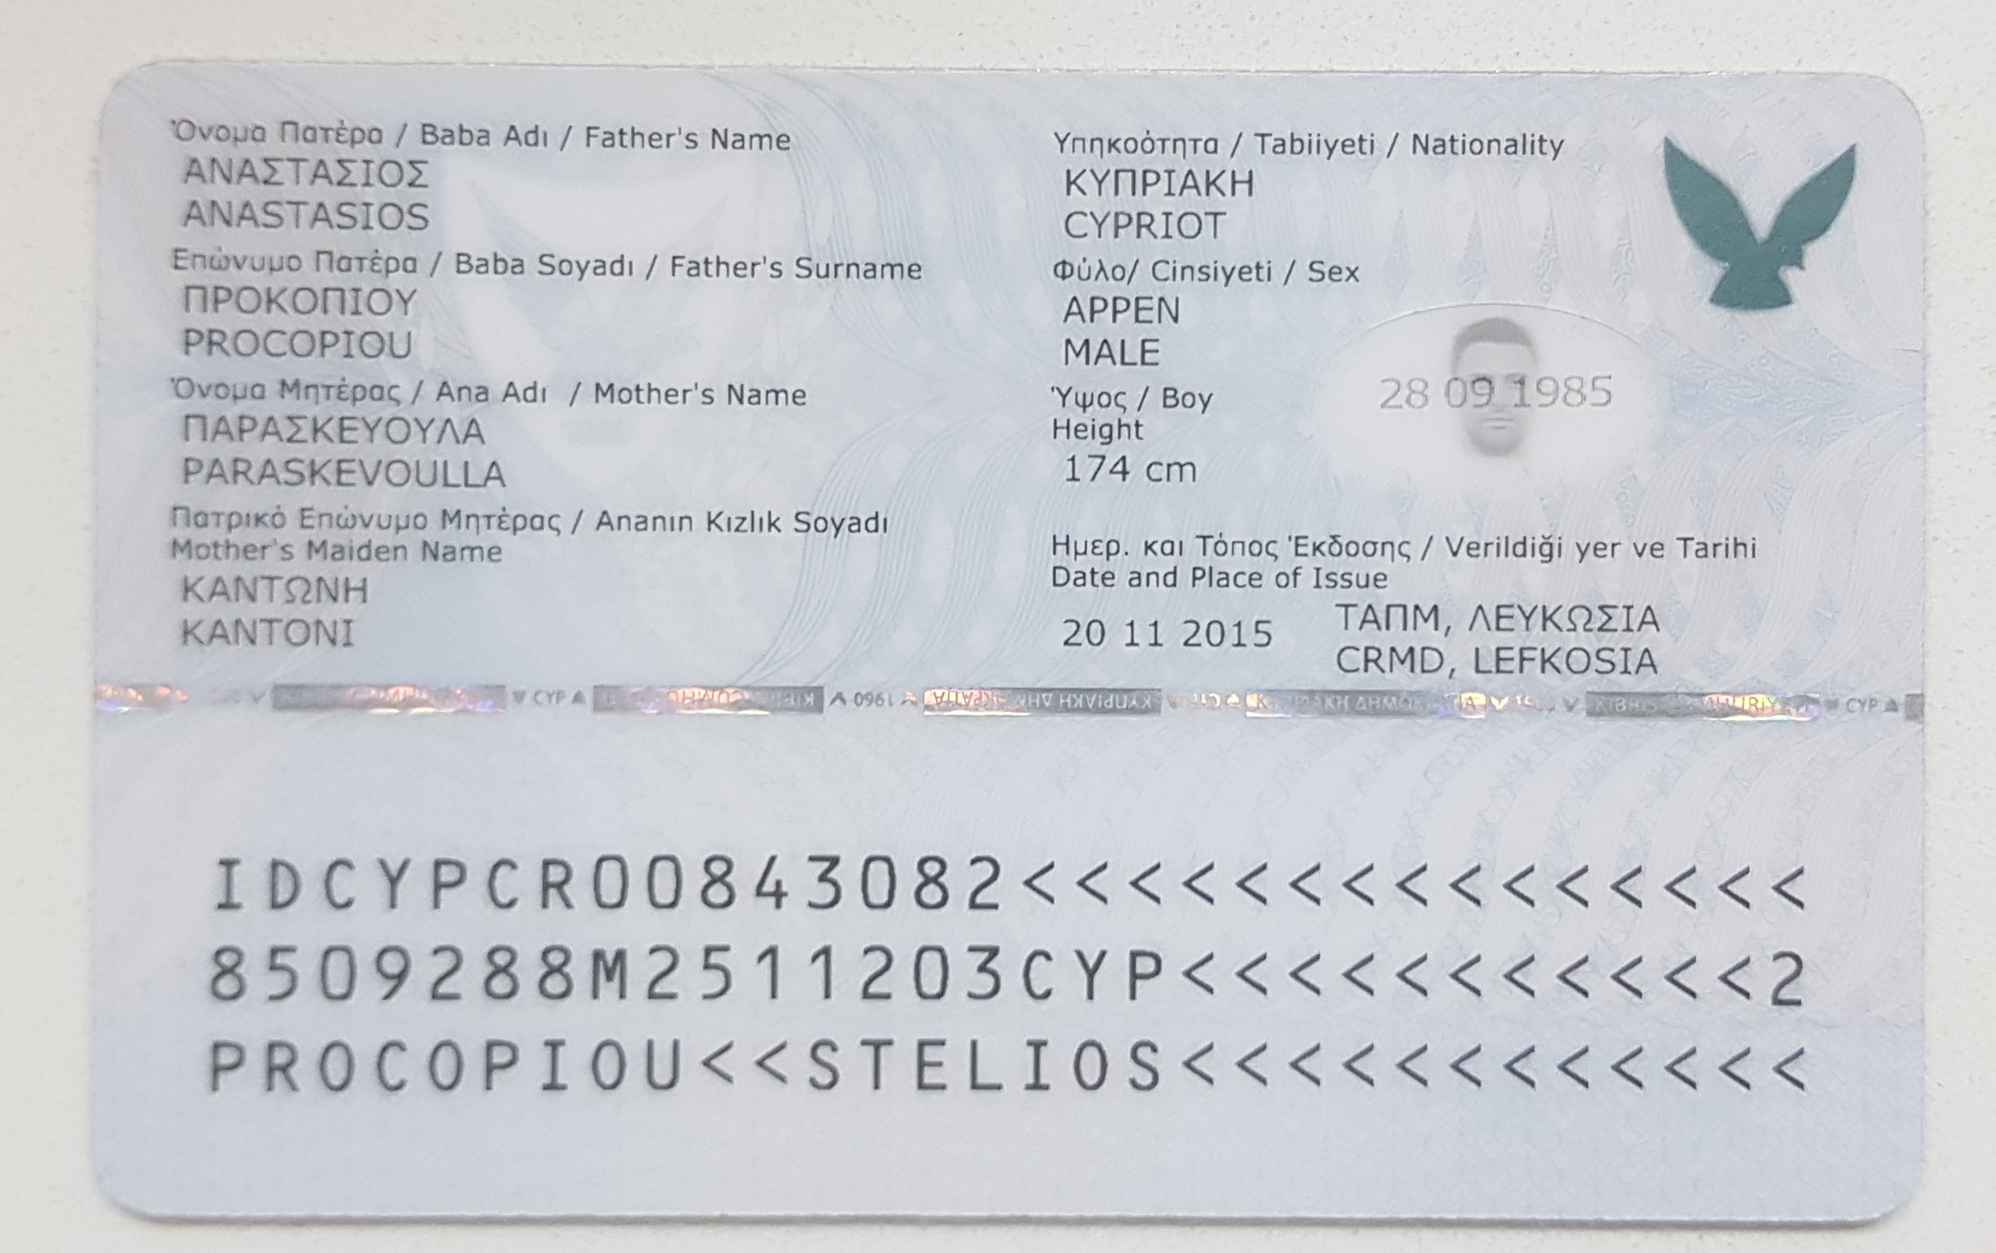 Όνομα Πατέρα / Baba Adı / Father's Name
ΑΝΑΣΤΑΣΙΟΣ
ANASTASIOS
Επώνυμο Πατέρα / Baba Soyadı / Father's Surname
ΠΡΟΚΟΠΙΟΥ
PROCOPIOU
Όνομα Μητέρας / Ana Adı / Mother's Name
ΠΑΡΑΣΚΕΥΟΥΛΑ
PARASKEVOULLA
Πατρικό Επώνυμο Μητέρας / Ananın Kızlık Soyadı
Mother's Maiden Name
ΚΑΝΤΩΝΗ
KANTONI
Υπηκοότητα / Tabiiyeti / Nationality
ΚΥΠΡΙΑΚΗ
CYPRIOT
Φύλο/ Cinsiyeti / Sex
ΑΡΡΕΝ
MALE
Ύψος / Boy
Height
174 cm
28 09 1985
Ημερ. και Τόπος Έκδοσης / Verildiği yer ve Tarihi
Date and Place of Issue
20 11 2015
ΤΑΠΜ, ΛΕΥΚΩΣΙΑ
CRMD, LEFKOSIA
CYP
1960
ΚΥΠΡΙΑΚΗ
CYP
IDCYPCR00843082<<<<<<<<<<<<<<<
8509288M2511203CYP<<<<<<<<<<<2
PROCOPIOU<<STELIOS<<<<<<<<<<<<